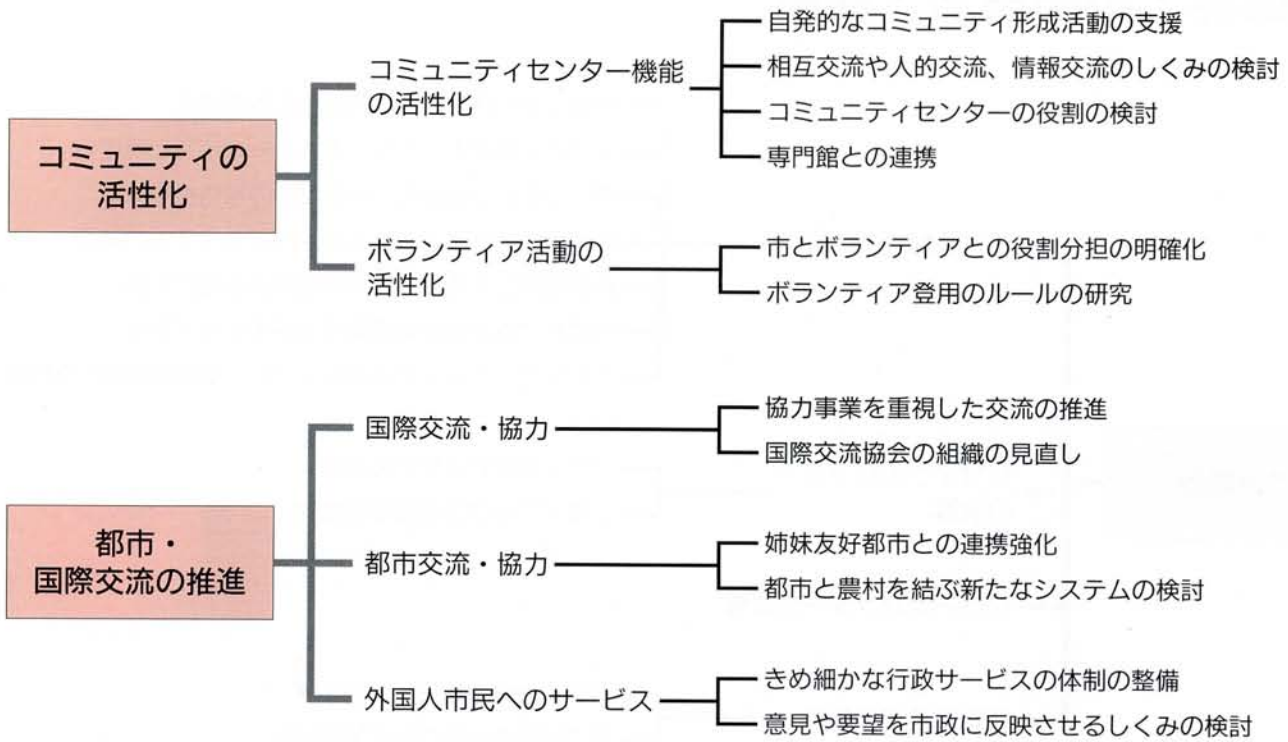 コミュニティの
活性化
コミュニティセンター機能
の活性化
自発的なコミュニティ形成活動の支援
相互交流や人的交流、情報交流のしくみの検討
コミュニティセンターの役割の検討
専門館との連携
ボランティア活動の
活性化
市とボランティアとの役割分担の明確化
ボランティア登用のルールの研究
都市・
国際交流の推進
国際交流・協力
協力事業を重視した交流の推進
国際交流協会の組織の見直し
都市交流・協力
姉妹友好都市との連携強化
都市と農村を結ぶ新たなシステムの検討
外国人市民へのサービス
きめ細かな行政サービスの体制の整備
意見や要望を市政に反映させるしくみの検討